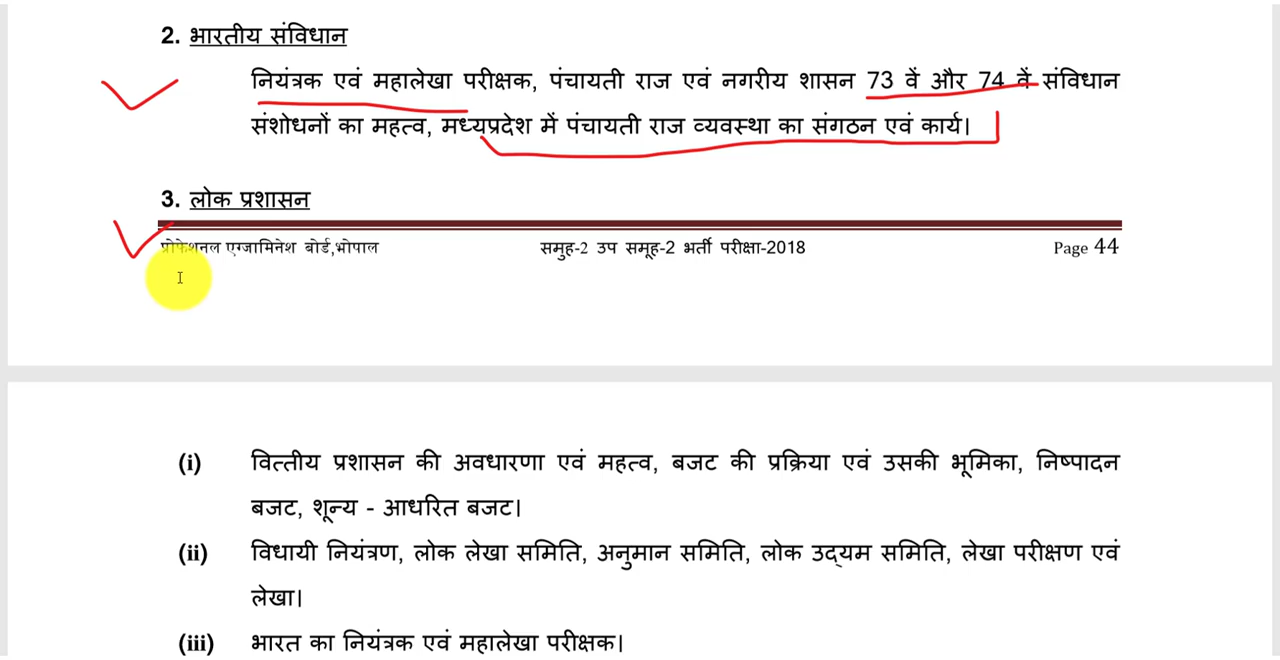 2. भारतीय संविधान
नियंत्रक एवं महालेखा परीक्षक, पंचायती राज एवं नगरीय शासन 73 वें और 74 वें संविधान
संशोधनों का महत्व, मध्यप्रदेश में पंचायती राज व्यवस्था का संगठन एवं कार्य।
3. लोक प्रशासन
प्रोफेशनल एग्जामिनेश बोर्ड,भोपाल समुह-2 उप समूह-2 भर्ती परीक्षा-2018 Page 44
(i) वित्तीय प्रशासन की अवधारणा एवं महत्व, बजट की प्रक्रिया एवं उसकी भूमिका, निष्पादन
बजट, शून्य - आधरित बजट।
(ii) विधायी नियंत्रण, लोक लेखा समिति, अनुमान समिति, लोक उद्यम समिति, लेखा परीक्षण एवं
लेखा।
(iii) भारत का नियंत्रक एवं महालेखा परीक्षक।